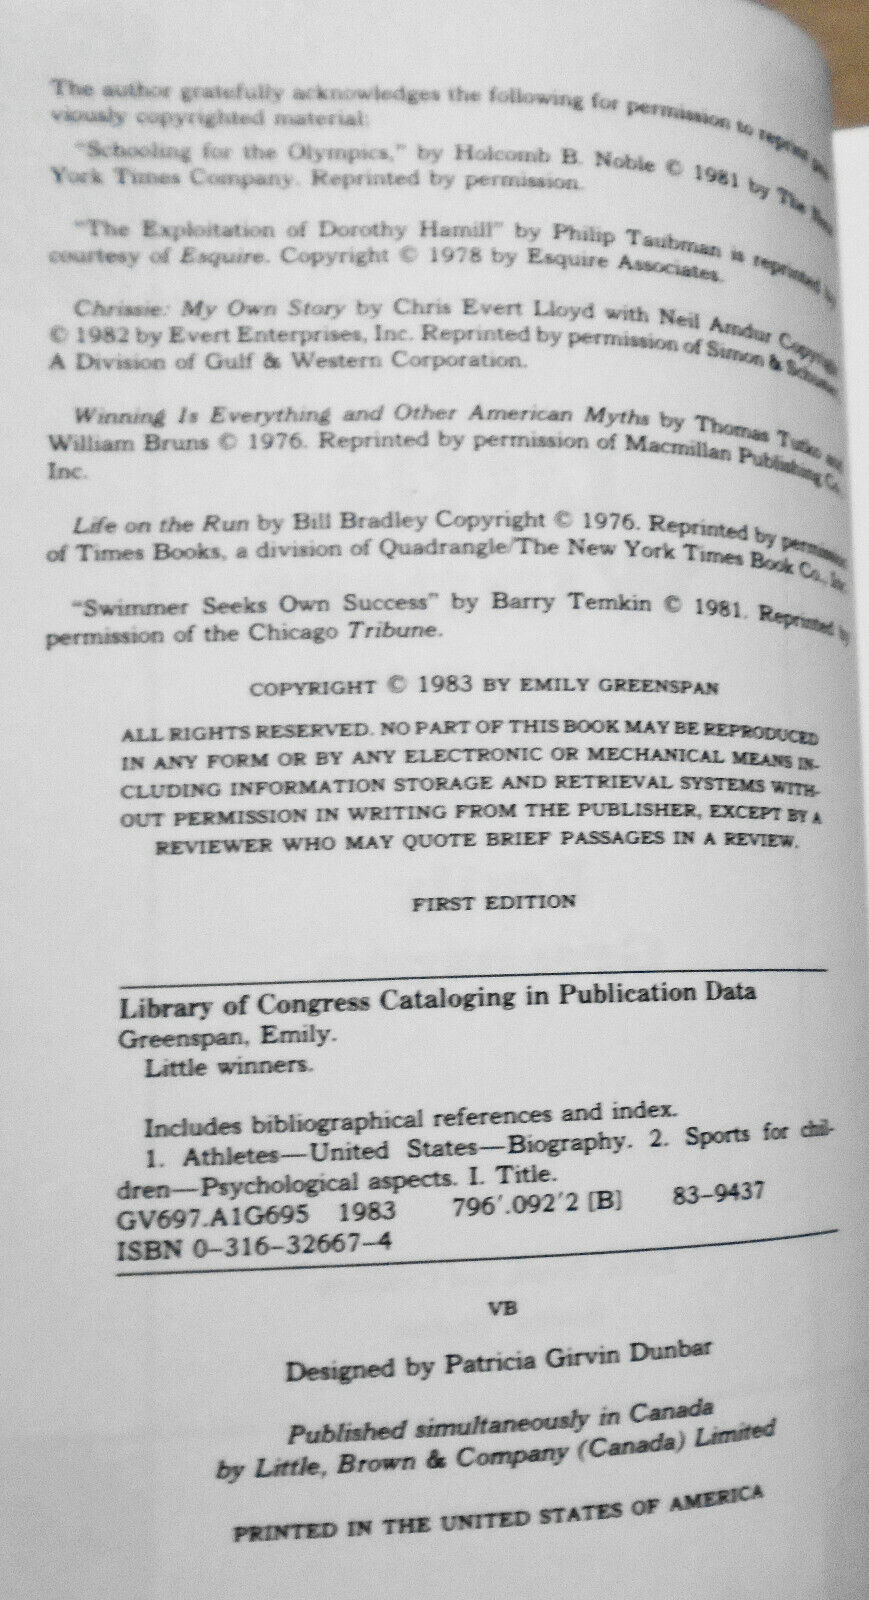 The author gratefully acknowledges the following for permission to reprint
viously copyrighted material:
"Schooling for the Olympics," by Holcomb B. Noble © 1981 by The New
York Times Company. Reprinted by permission.
"The Exploitation of Dorothy Hamill" by Philip Taubman is reprinted by
courtesy of Esquire. Copyright © 1978 by Esquire Associates.
Chrissie: My Own Story by Chris Evert Lloyd with Neil Amdur Copyright
© 1982 by Evert Enterprises, Inc. Reprinted by permission of Simon & Schuster,
A Division of Gulf & Western Corporation.
Winning Is Everything and Other American Myths by Thomas Tutko and
William Bruns © 1976. Reprinted by permission of Macmillan Publishing Co.,
Inc.
Life on the Run by Bill Bradley Copyright © 1976. Reprinted by permission
of Times Books, a division of Quadrangle/The New York Times Book Co., Inc.
"Swimmer Seeks Own Success" by Barry Temkin © 1981. Reprinted by
permission of the Chicago Tribune.
COPYRIGHT © 1983 BY EMILY GREENSPAN
ALL RIGHTS RESERVED. NO PART OF THIS BOOK MAY BE REPRODUCED
IN ANY FORM OR BY ANY ELECTRONIC OR MECHANICAL MEANS IN-
CLUDING INFORMATION STORAGE AND RETRIEVAL SYSTEMS WITH-
OUT PERMISSION IN WRITING FROM THE PUBLISHER, EXCEPT BY A
REVIEWER WHO MAY QUOTE BRIEF PASSAGES IN A REVIEW.
FIRST EDITION
Library of Congress Cataloging in Publication Data
Greenspan, Emily.
Little winners.
Includes bibliographical references and index.
1. Athletes—United States—Biography. 2. Sports for chil-
dren—Psychological aspects. I. Title.
GV697.A1G695 1983 796′.092′2 [B] 83–9437
ISBN 0–316–32667–4
VB
Designed by Patricia Girvin Dunbar
Published simultaneously in Canada
by Little, Brown & Company (Canada) Limited
PRINTED IN THE UNITED STATES OF AMERICA